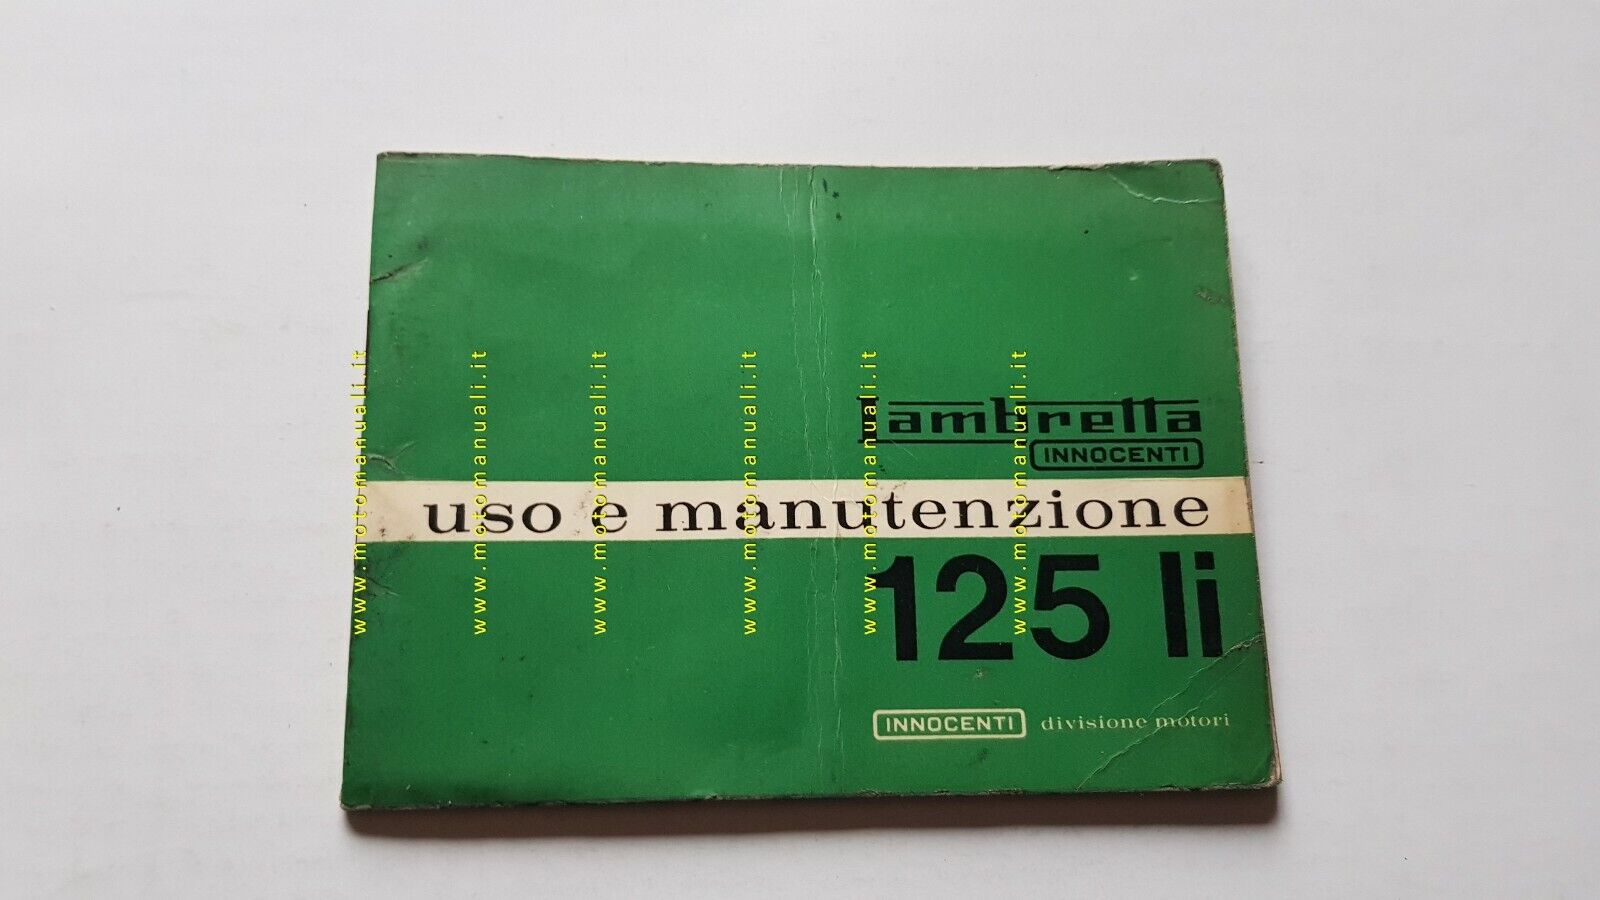 lambretta
INNOCENTI
uso e manutenzione
125 li
INNOCENTI divisione motori
www.motomanuali.it
www.motomanuali.it
www.motomanuali.it
www.motomanuali.it
www.motomanuali.it
www.motomanuali.it